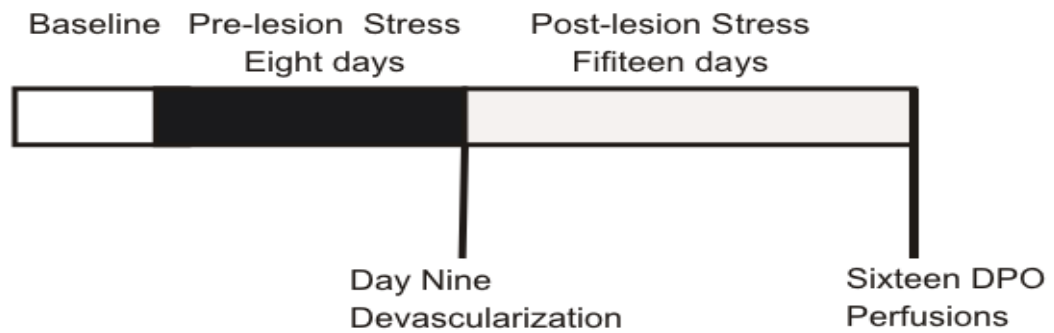 Baseline Pre-lesion Stress Post-lesion Stress
Eight days Fifiteen days
Day Nine Sixteen DPO
Devascularization Perfusions